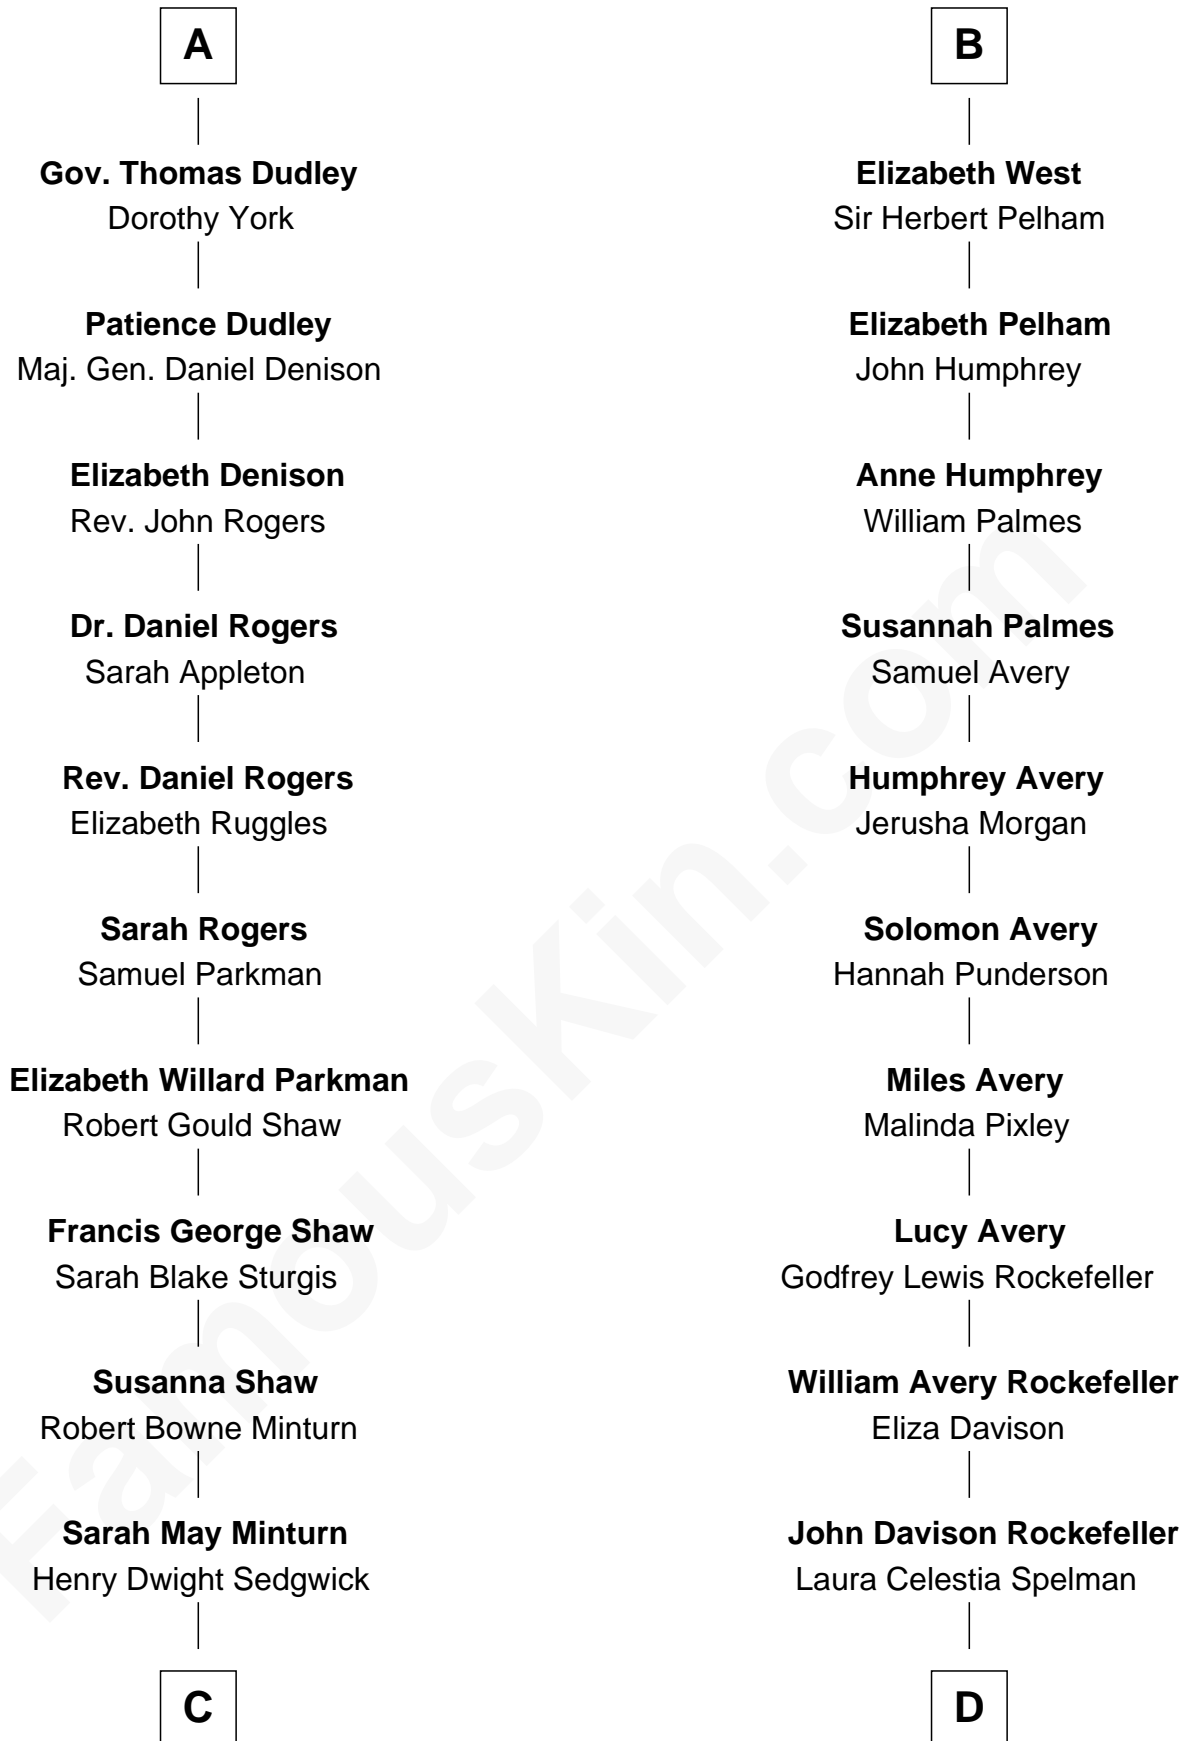 A
Gov. Thomas Dudley
Dorothy York
Patience Dudley
Maj. Gen. Daniel Denison
Elizabeth Denison
Rev. John Rogers
Dr. Daniel Rogers
Sarah Appleton
Rev. Daniel Rogers
Elizabeth Ruggles
Sarah Rogers
Samuel Parkman
Elizabeth Willard Parkman
Robert Gould Shaw
Francis George Shaw
Sarah Blake Sturgis
Susanna Shaw
Robert Bowne Minturn
Sarah May Minturn
Henry Dwight Sedgwick
C
B
Elizabeth West
Sir Herbert Pelham
Elizabeth Pelham
John Humphrey
Anne Humphrey
William Palmes
Susannah Palmes
Samuel Avery
Humphrey Avery
Jerusha Morgan
Solomon Avery
Hannah Punderson
Miles Avery
Malinda Pixley
Lucy Avery
Godfrey Lewis Rockefeller
William Avery Rockefeller
Eliza Davison
John Davison Rockefeller
Laura Celestia Spelman
D
FamousKin.com